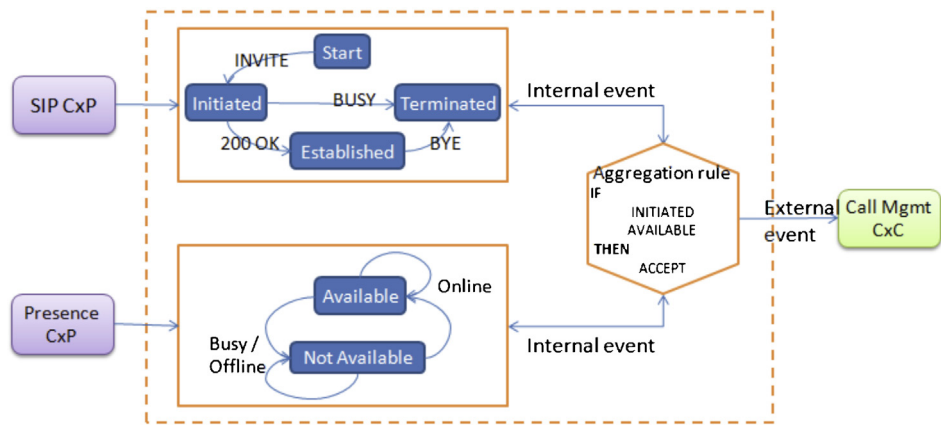 SIP CxP
INVITE
Start
Initiated
BUSY
Terminated
200 OK
Established
BYE
Internal event
Aggregation rule
IF
INITIATED
AVAILABLE
THEN
ACCEPT
External
event
Call Mgmt
CxC
Presence
CxP
Available
Online
Busy /
Offline
Not Available
Internal event